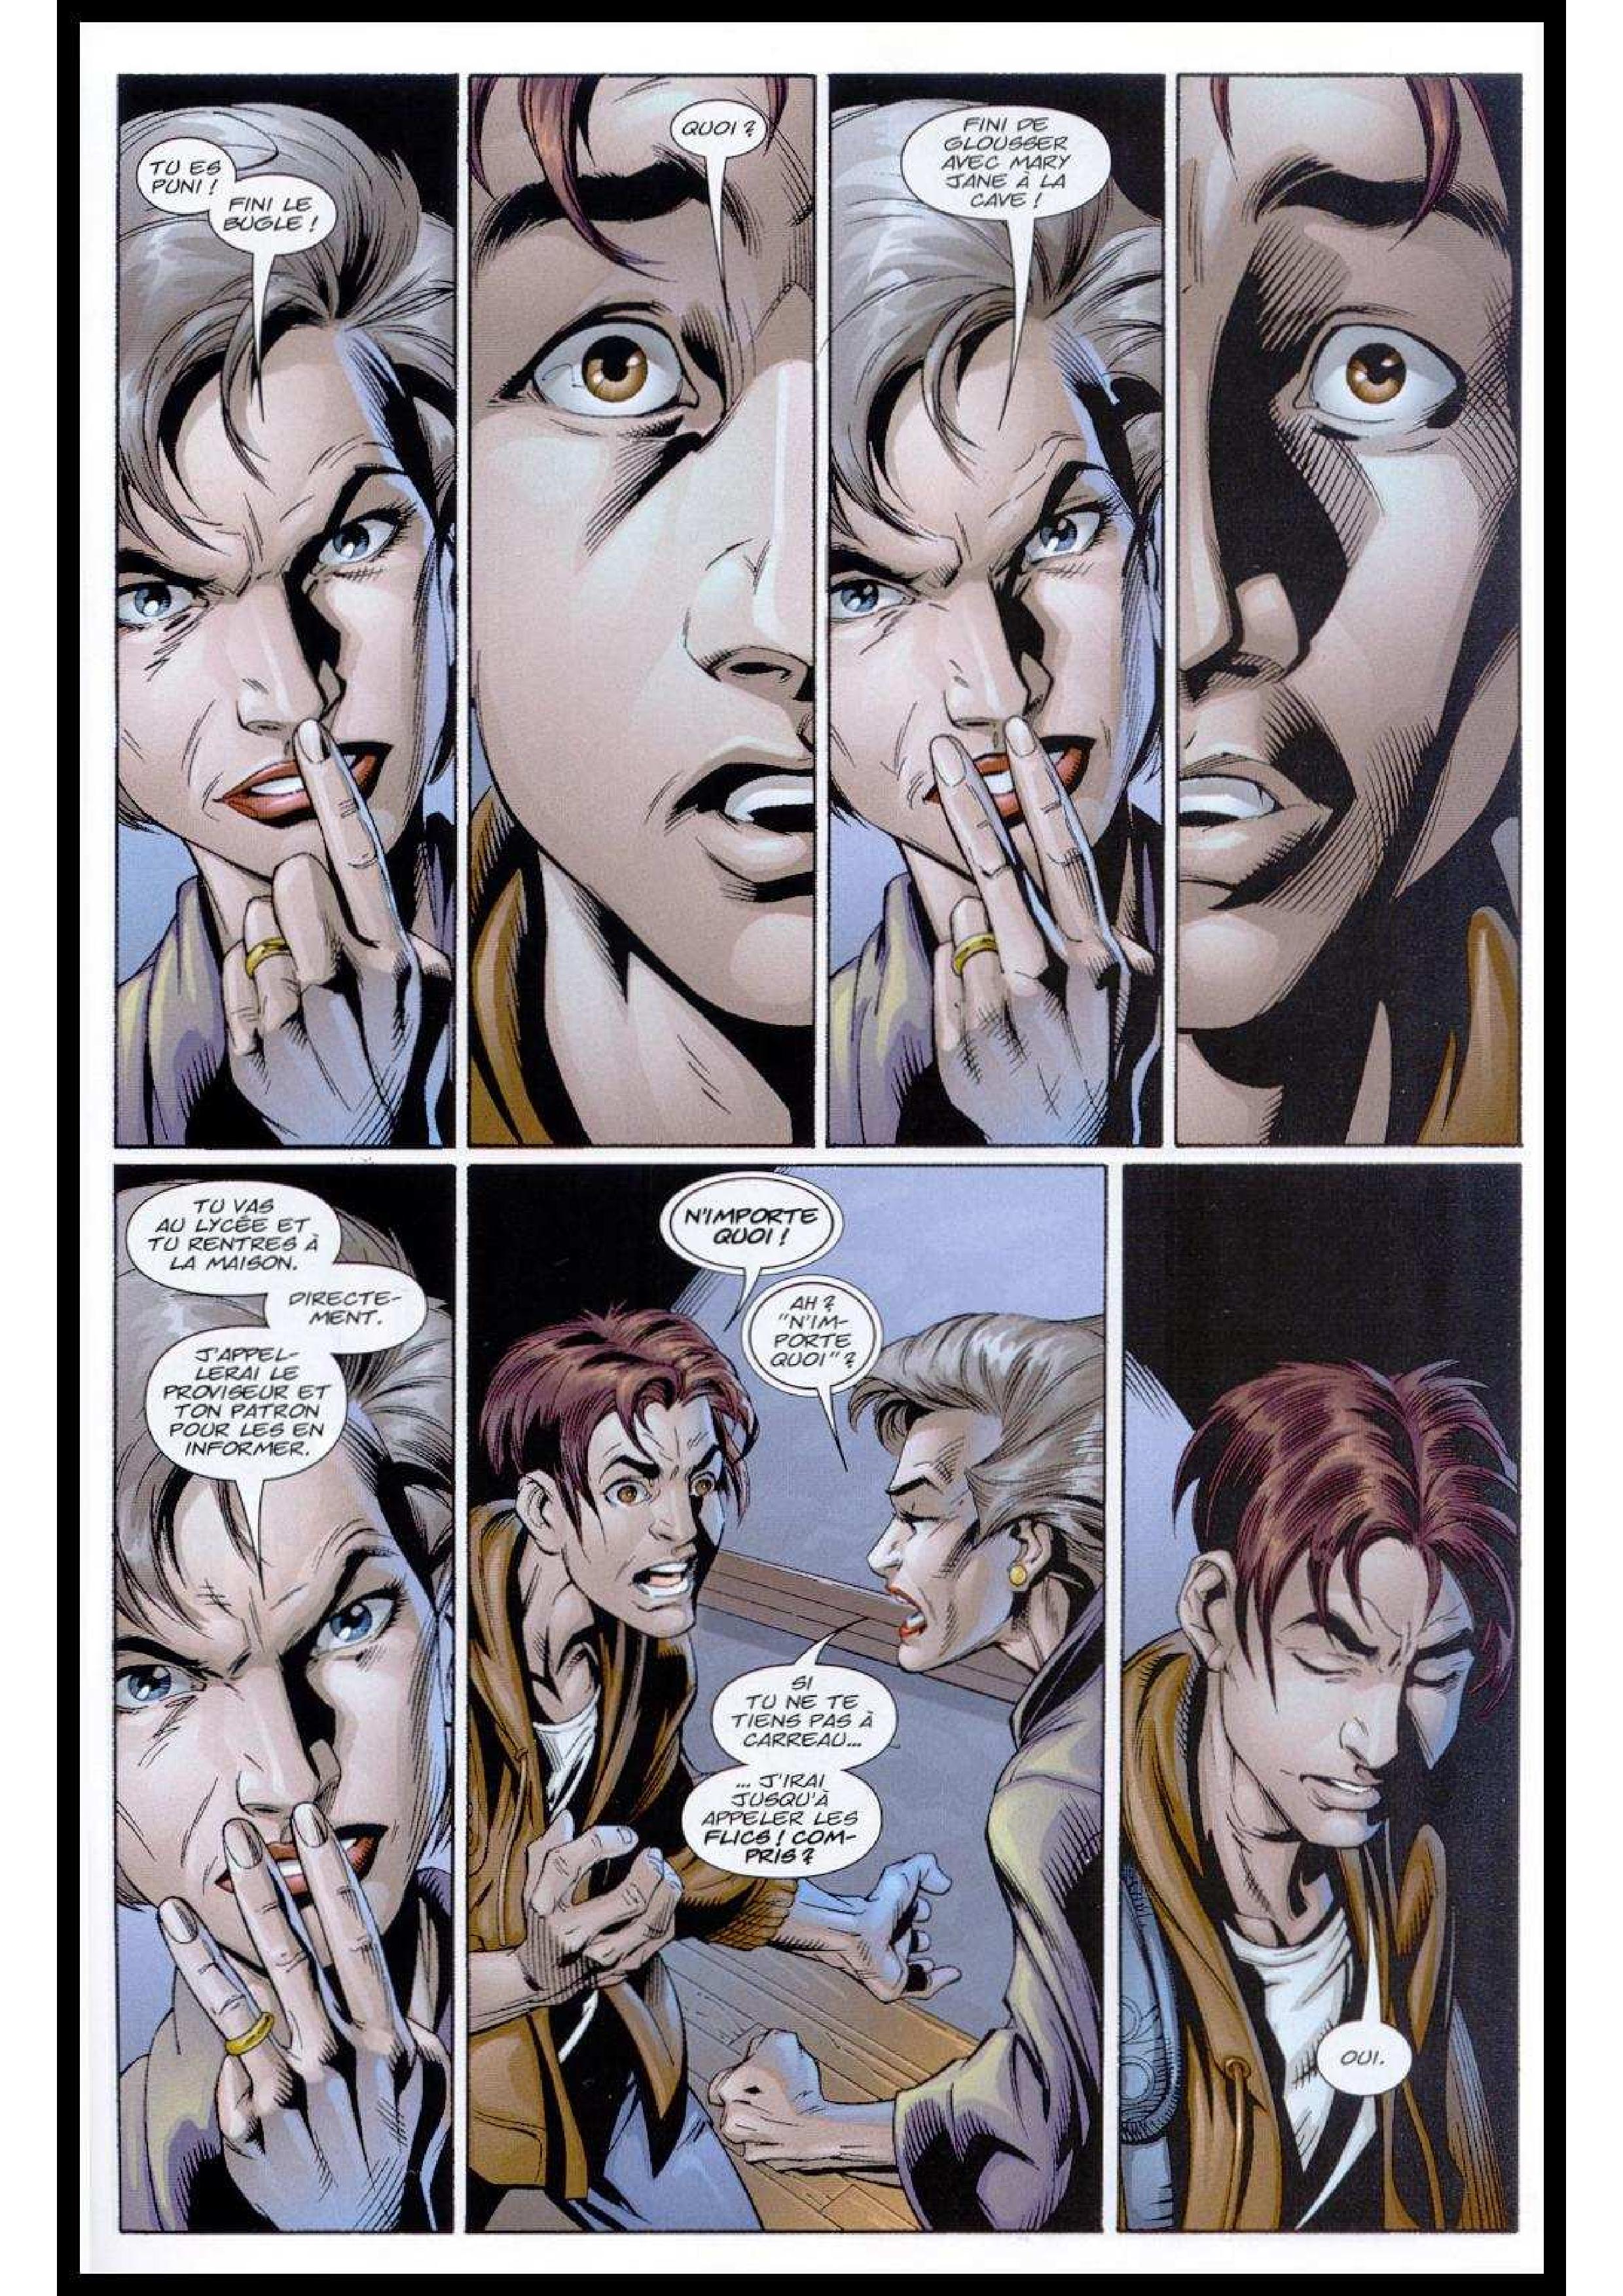 TU ES
PUNI !
FINI LE
BUGLE !
QUOI ?
FINI DE
GLOUSSER
AVEC MARY
JANE À LA
CAVE !
TU VAS
AU LYCÉE ET
TU RENTRES À
LA MAISON.
DIRECTE-
MENT.
J'APPEL-
LERAI LE
PROVISEUR ET
TON PATRON
POUR LES EN
INFORMER.
N'IMPORTE
QUOI !
AH ?
"N'IM-
PORTE
QUOI" ?
SI
TU NE TE
TIENS PAS À
CARREAU...
... J'IRAI
JUSQU'À
APPELER LES
FLICS ! COM-
PRIS ?
OUI.